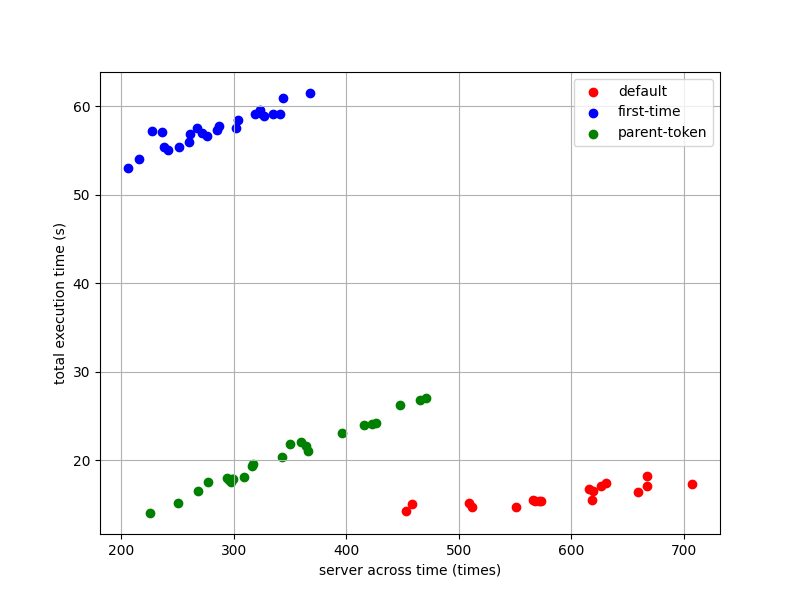 default
first-time
parent-token
total execution time (s)
60
50
40
30
20
200 300 400 500 600 700
server across time (times)